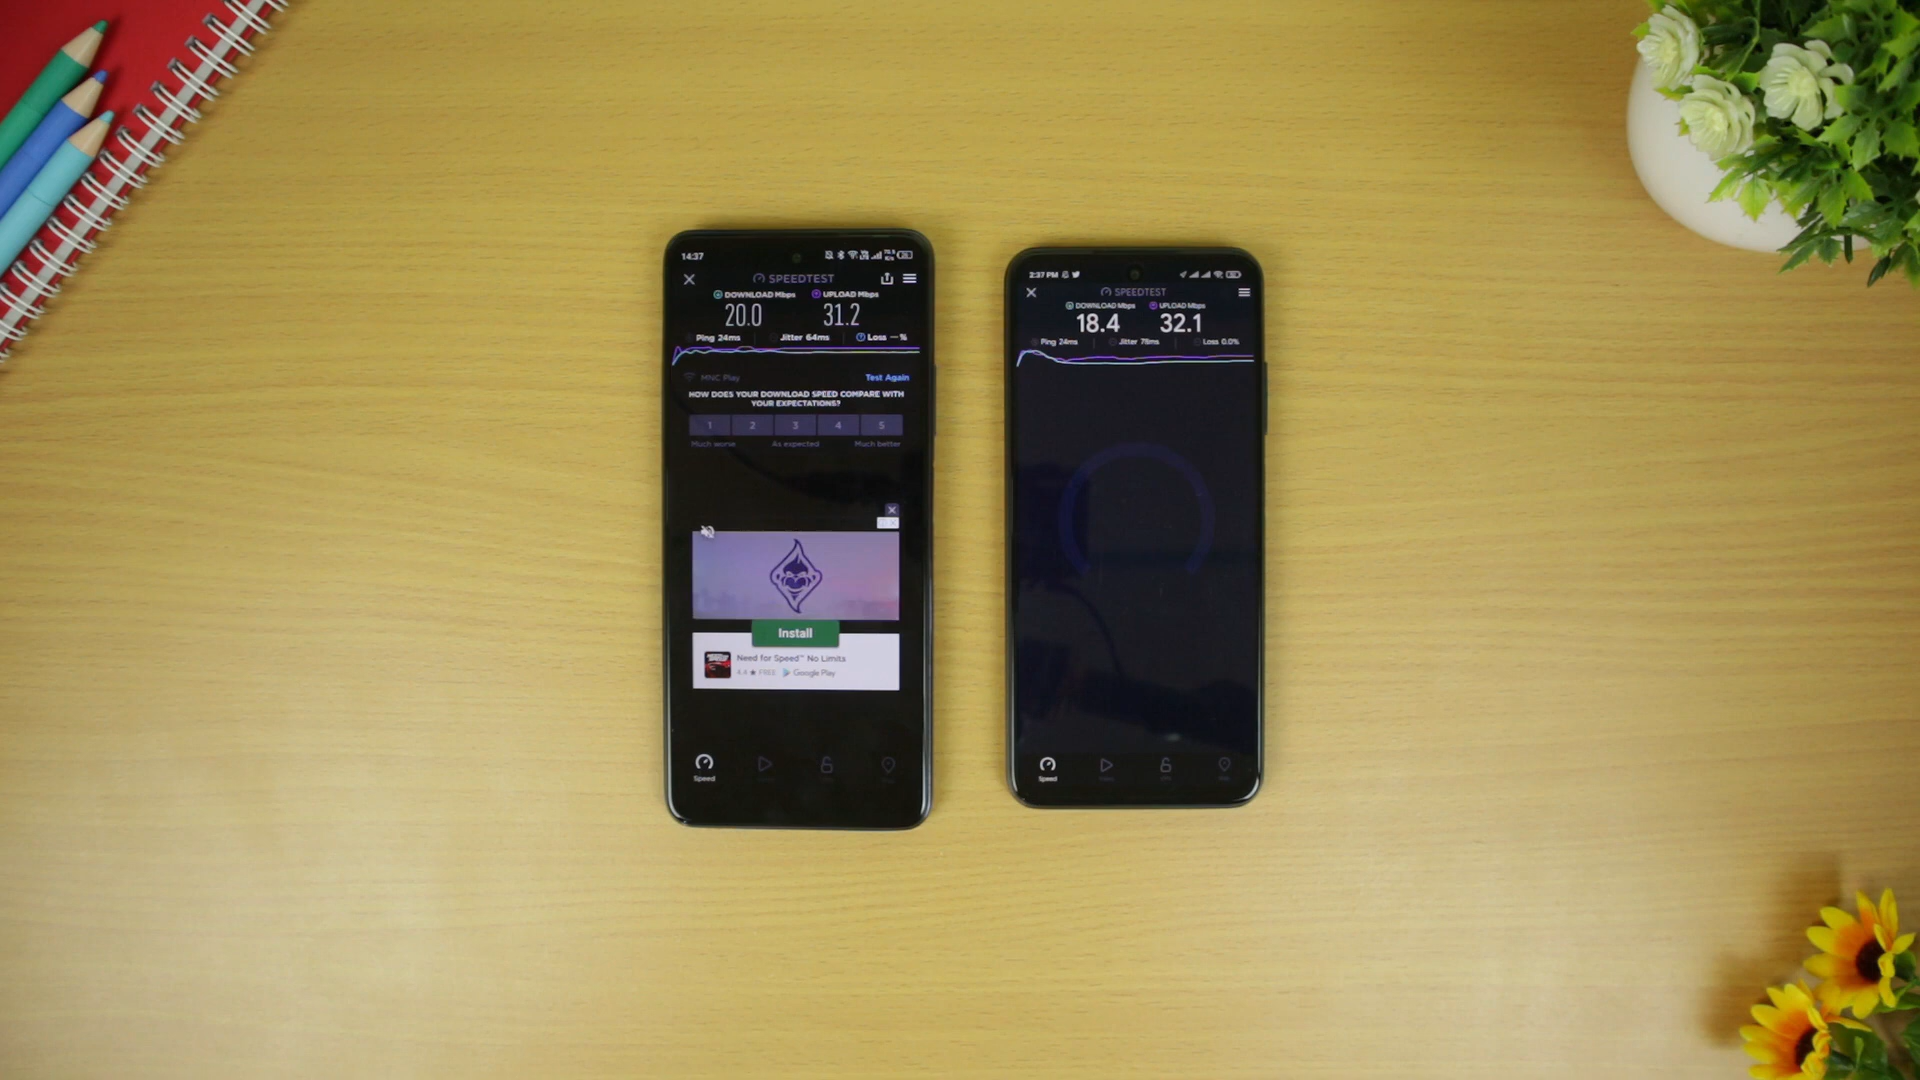 14:37
SPEEDTEST
DOWNLOAD Mbps UPLOAD Mbps
20.0 31.2
Ping 24ms Jitter 64ms Loss — %
MNC Play Test Again
HOW DOES YOUR DOWNLOAD SPEED COMPARE WITH
YOUR EXPECTATIONS?
1 2 3 4 5
Much worse As expected Much better
Install
Need for Speed™ No Limits
4.4 ★ FREE Google Play
Speed
2:37 PM
SPEEDTEST
DOWNLOAD Mbps UPLOAD Mbps
18.4 32.1
Ping 24ms Jitter 78ms Loss 0.0%
Speed